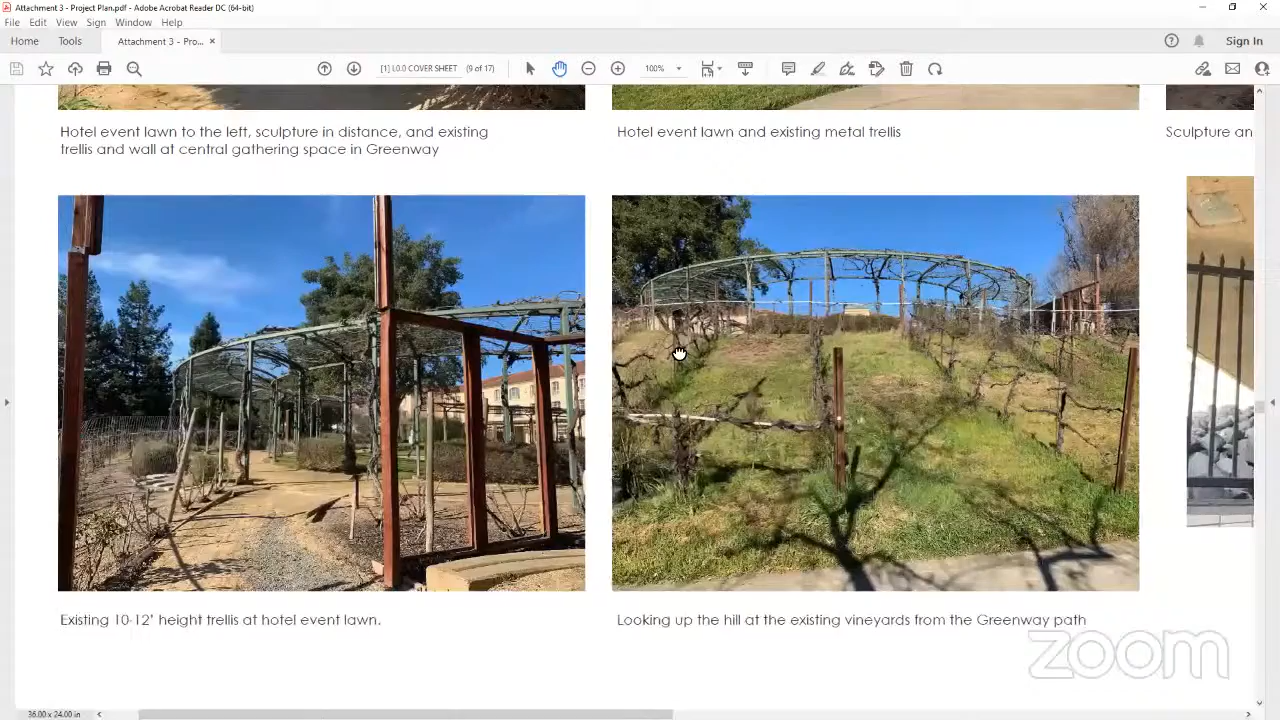 Attachment 3 - Project Plan.pdf - Adobe Acrobat Reader DC (64-bit)
File Edit View Sign Window Help
Home Tools Attachment 3 - Pro... × Sign In
[1] L0.0 COVER SHEET (9 of 17) 100%
Hotel event lawn to the left, sculpture in distance, and existing
trellis and wall at central gathering space in Greenway
Hotel event lawn and existing metal trellis
Sculpture an
Existing 10-12’ height trellis at hotel event lawn.
Looking up the hill at the existing vineyards from the Greenway path
zoom
36.00 x 24.00 in